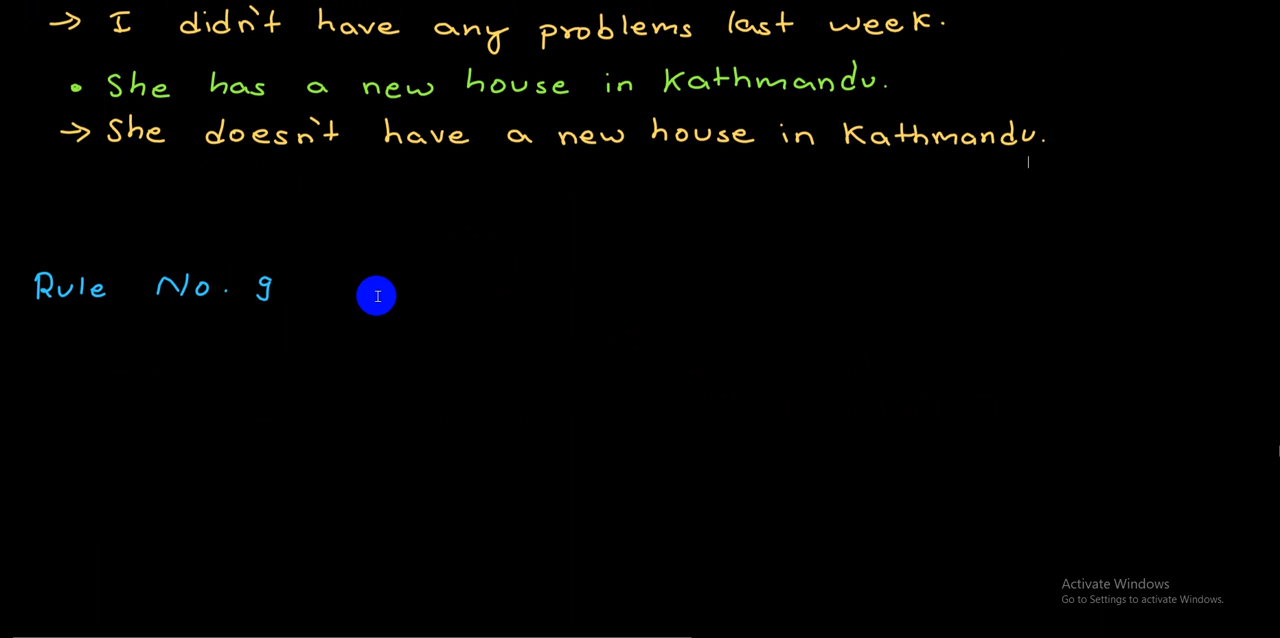 → I didn't have any problems last week.
• She has a new house in Kathmandu.
→ She doesn't have a new house in Kathmandu.
Rule No. 9
Activate Windows
Go to Settings to activate Windows.